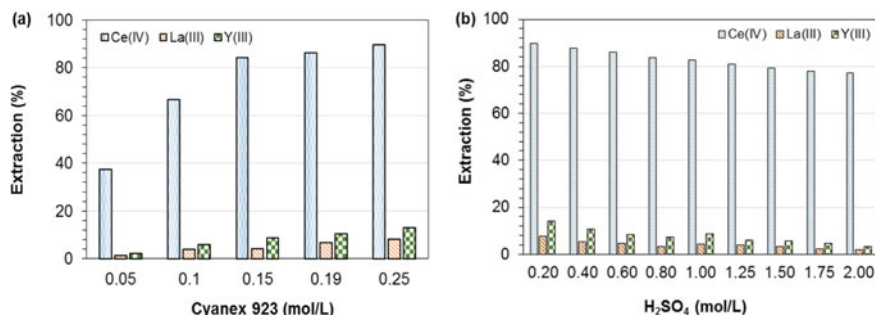 (a)
Ce(IV) La(III) Y(III)
Extraction (%)
100
80
60
40
20
0
0.05 0.1 0.15 0.19 0.25
Cyanex 923 (mol/L)
(b)
Ce(IV) La(III) Y(III)
Extraction (%)
100
80
60
40
20
0
0.20 0.40 0.60 0.80 1.00 1.25 1.50 1.75 2.00
H₂SO₄ (mol/L)